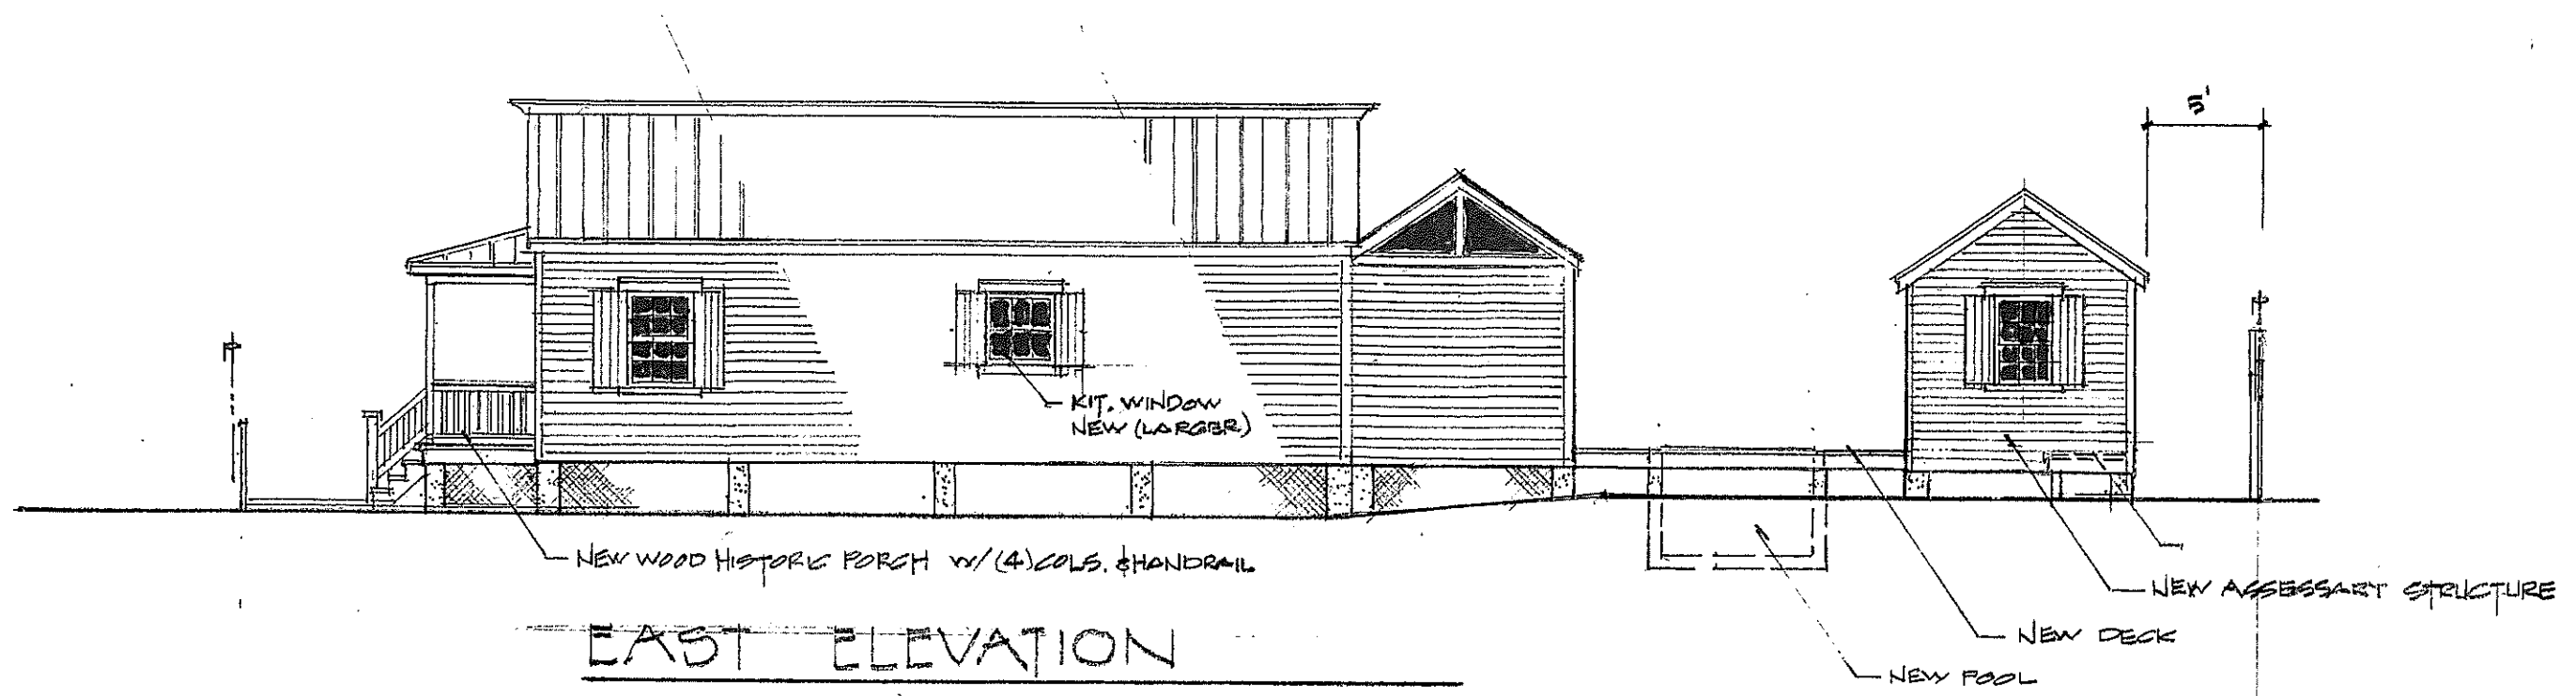 5'
P
P
KIT. WINDOW
NEW (LARGER)
NEW WOOD HISTORIC PORCH W/(4) COLS. & HANDRAIL
NEW ASSESSART STRUCTURE
NEW DECK
NEW POOL
EAST ELEVATION